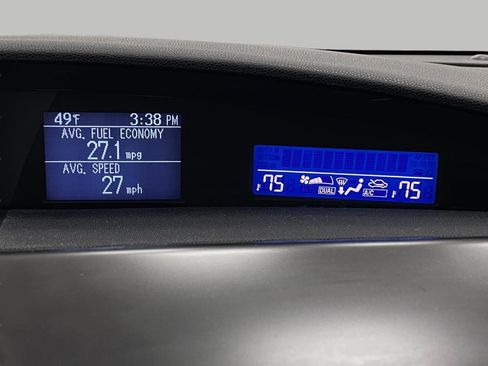 49°F 3:38 PM
AVG. FUEL ECONOMY
27.1 mpg
AVG. SPEED
27 mph
75 DUAL A/C 75